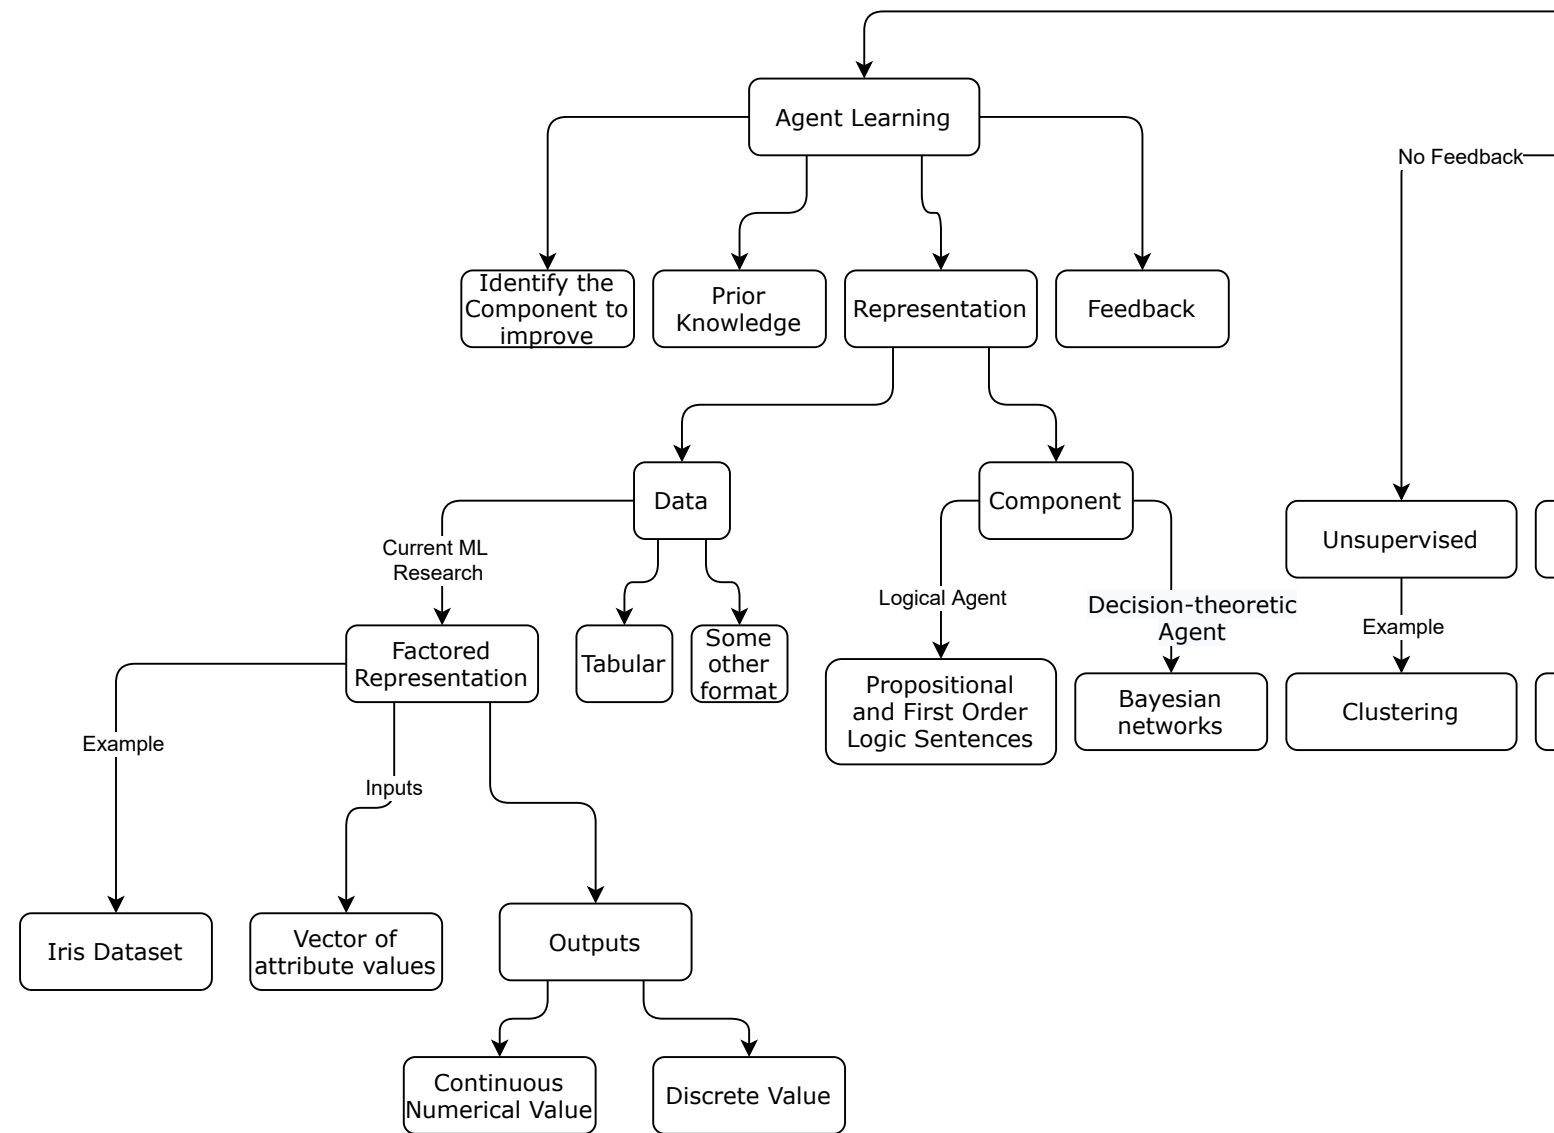 Agent Learning
No Feedback
Identify the
Component to
improve
Prior
Knowledge
Representation
Feedback
Data
Component
Unsupervised
Current ML
Research
Logical Agent
Decision-theoretic
Agent
Example
Factored
Representation
Tabular
Some
other
format
Propositional
and First Order
Logic Sentences
Bayesian
networks
Clustering
Example
Inputs
Iris Dataset
Vector of
attribute values
Outputs
Continuous
Numerical Value
Discrete Value